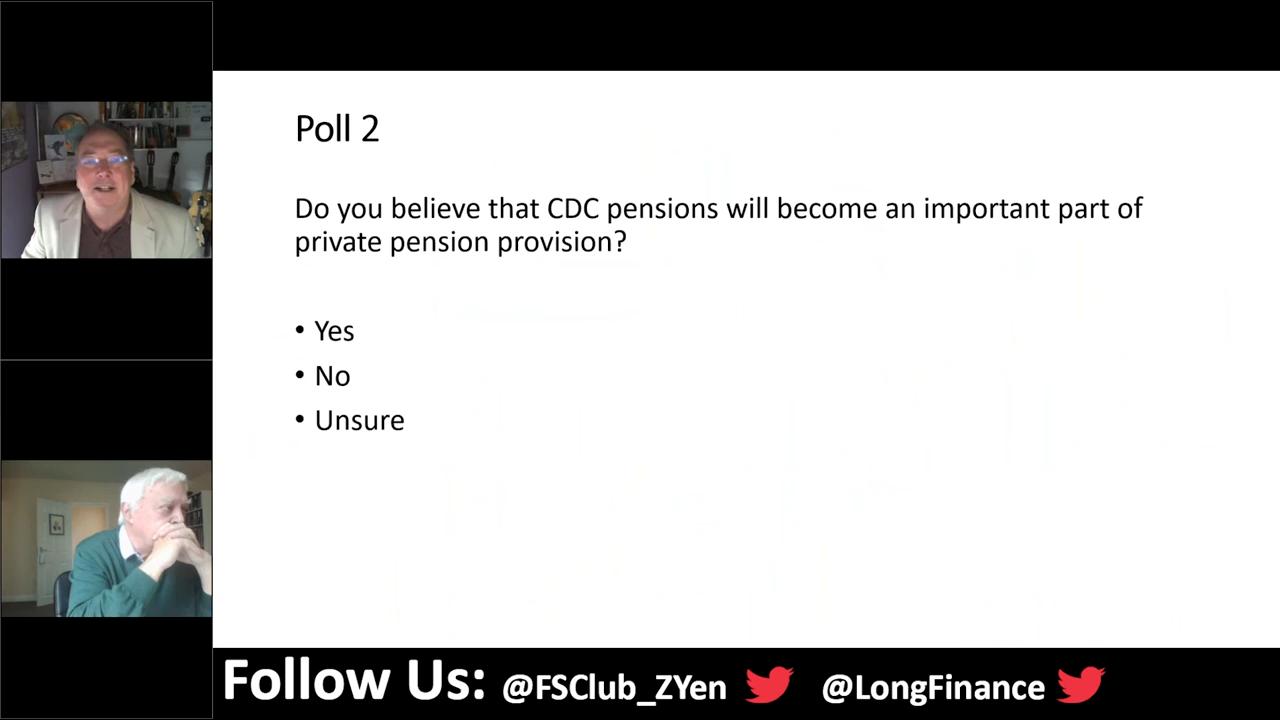 Poll 2
Do you believe that CDC pensions will become an important part of
private pension provision?
• Yes
• No
• Unsure
Follow Us: @FSClub_ZYen @LongFinance